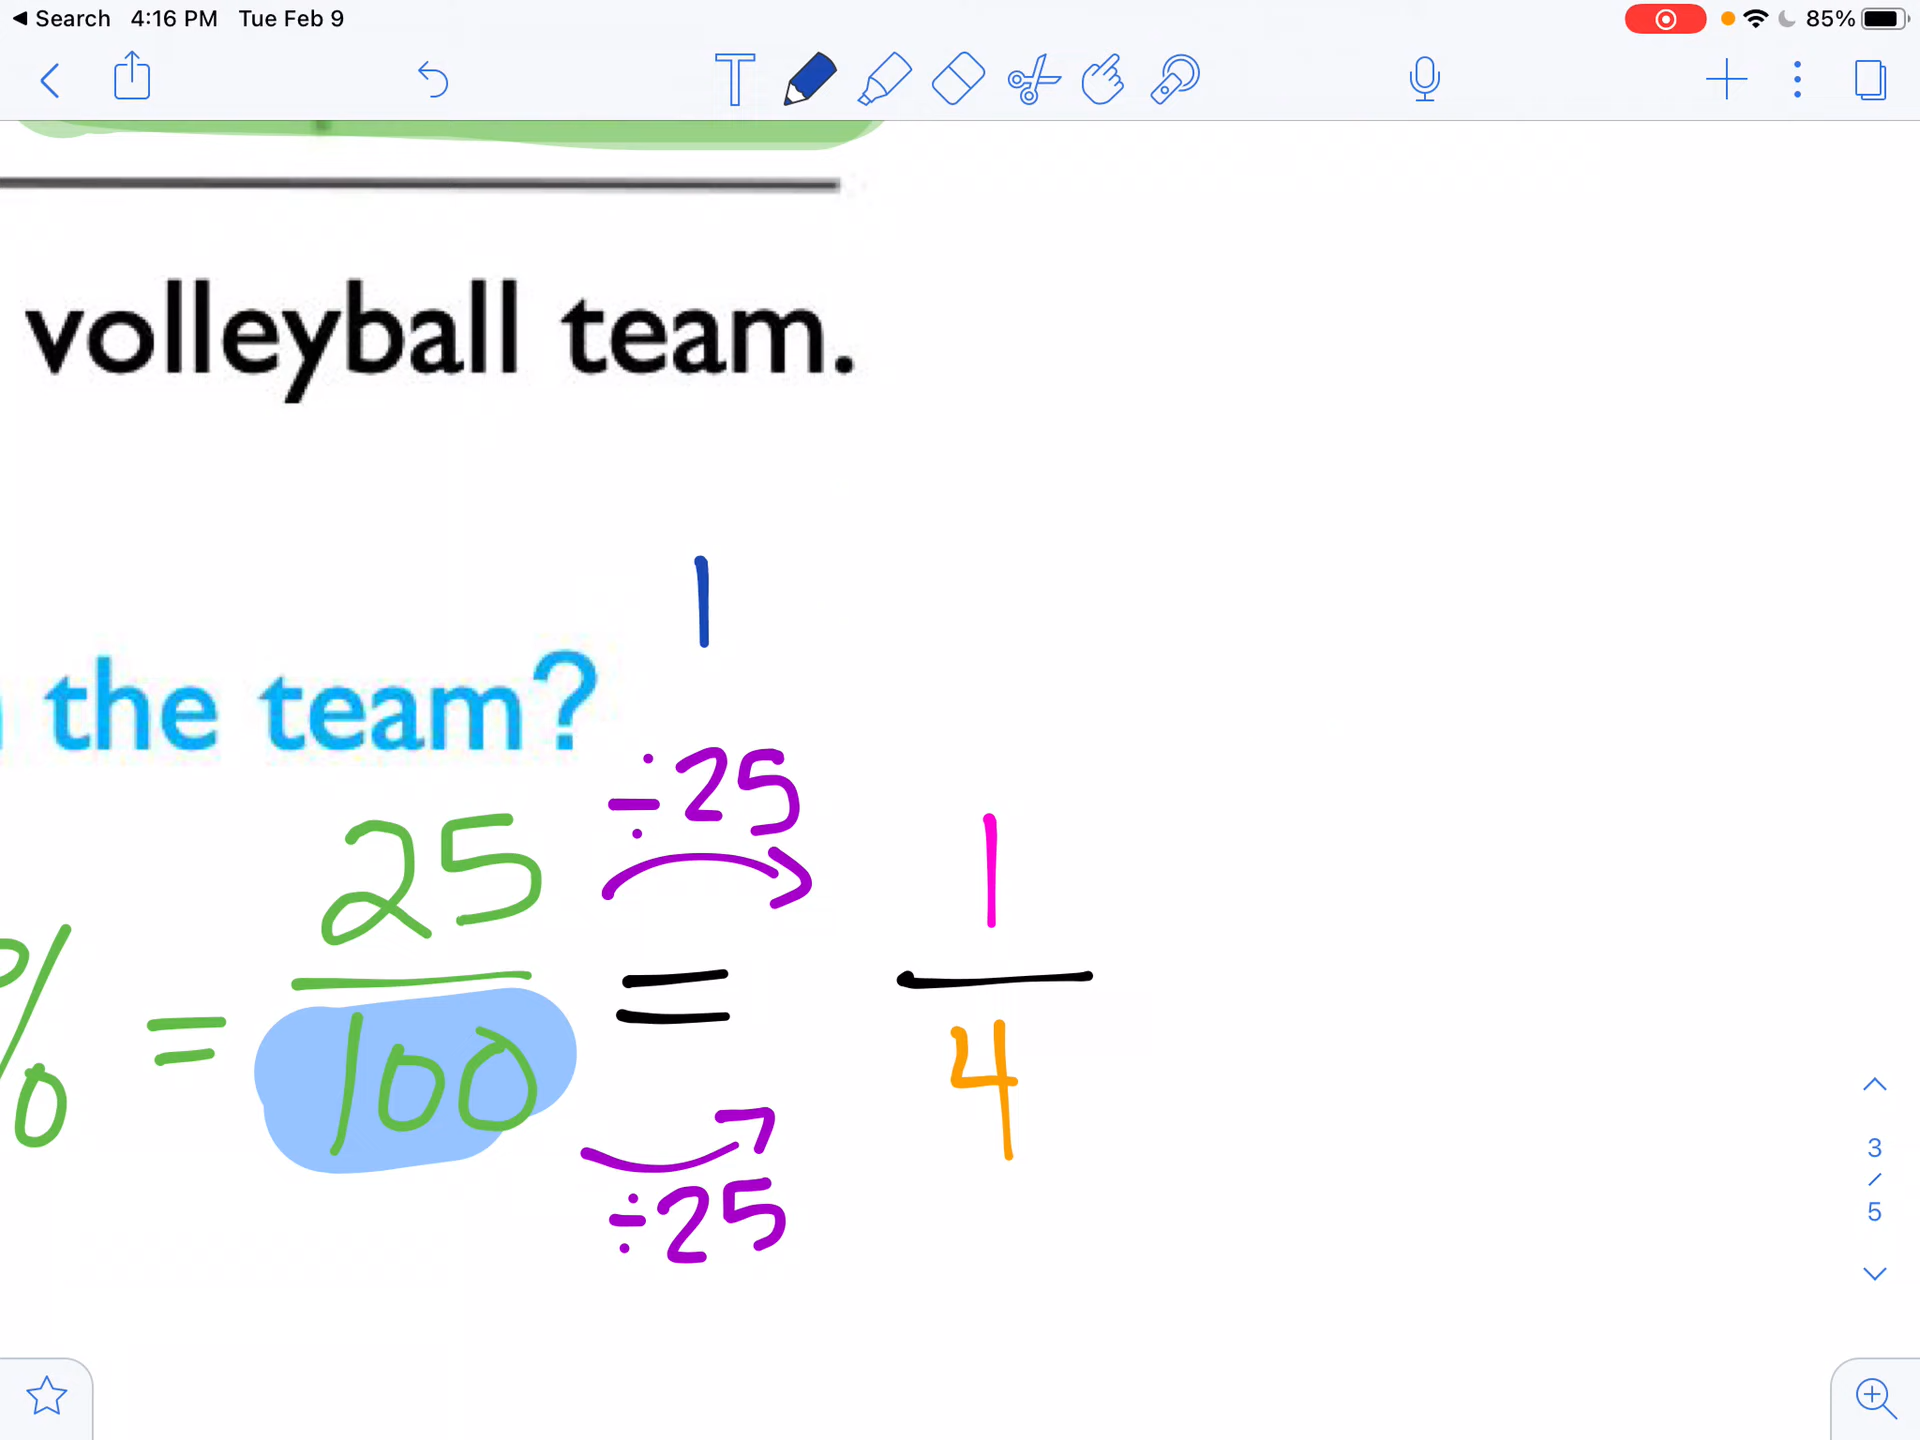 Search 4:16 PM Tue Feb 9 85%
T
volleyball team.
1
the team?
÷25
% = 25/100 = 1/4
÷25
3
/
5